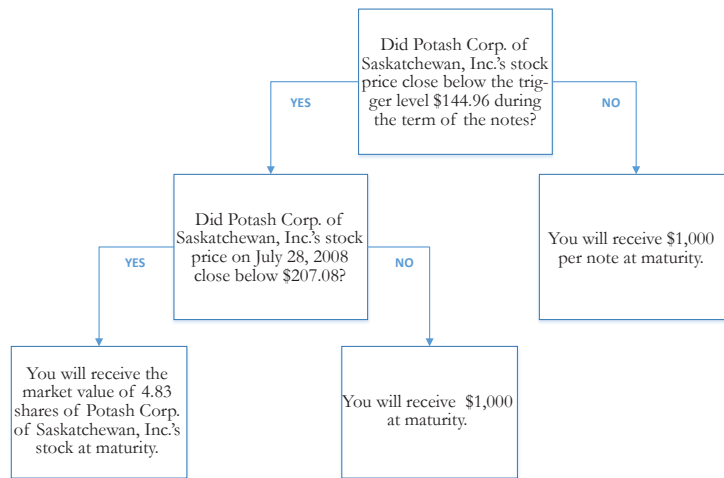 Did Potash Corp. of
Saskatchewan, Inc.'s stock
price close below the trig-
ger level $144.96 during
the term of the notes?
YES
NO
Did Potash Corp. of
Saskatchewan, Inc.'s stock
price on July 28, 2008
close below $207.08?
You will receive $1,000
per note at maturity.
YES
NO
You will receive the
market value of 4.83
shares of Potash Corp.
of Saskatchewan, Inc.'s
stock at maturity.
You will receive $1,000
at maturity.